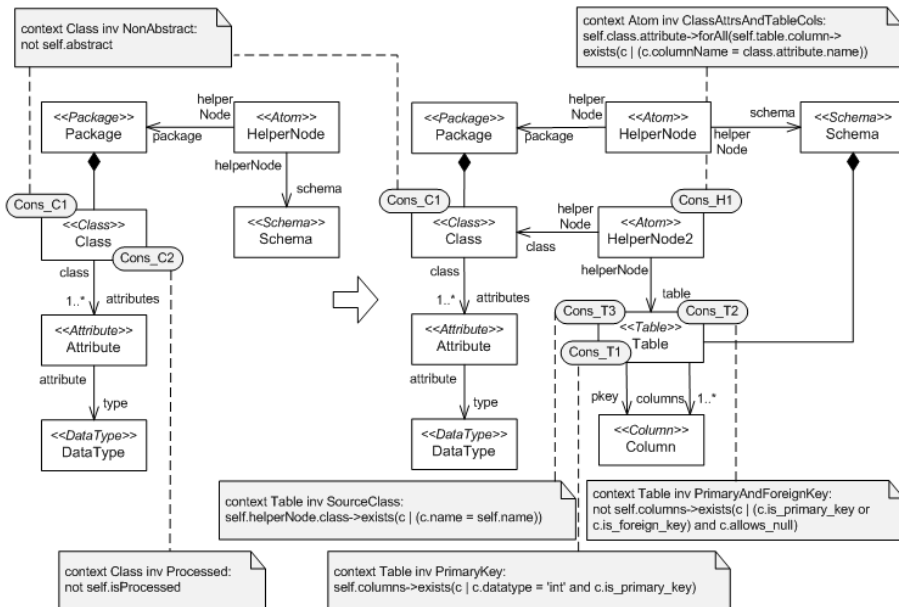 context Class inv NonAbstract:
not self.abstract
context Atom inv ClassAttrsAndTableCols:
self.class.attribute->forAll(self.table.column->
exists(c | (c.columnName = class.attribute.name))
<<Package>>
Package
helper
Node
package
<<Atom>>
HelperNode
helperNode
schema
<<Schema>>
Schema
Cons_C1
<<Class>>
Class
Cons_C2
class
1..*
attributes
<<Attribute>>
Attribute
attribute
type
<<DataType>>
DataType
<<Package>>
Package
helper
Node
package
<<Atom>>
HelperNode
helper
Node
schema
<<Schema>>
Schema
Cons_C1
<<Class>>
Class
helper
Node
class
Cons_H1
<<Atom>>
HelperNode2
helperNode
table
class
1..*
attributes
<<Attribute>>
Attribute
attribute
type
<<DataType>>
DataType
Cons_T3
Cons_T2
Cons_T1
<<Table>>
Table
pkey
columns
1..*
<<Column>>
Column
context Table inv SourceClass:
self.helperNode.class->exists(c | (c.name = self.name))
context Table inv PrimaryAndForeignKey:
not self.columns->exists(c | (c.is_primary_key or
c.is_foreign_key) and c.allows_null)
context Class inv Processed:
not self.isProcessed
context Table inv PrimaryKey:
self.columns->exists(c | c.datatype = 'int' and c.is_primary_key)